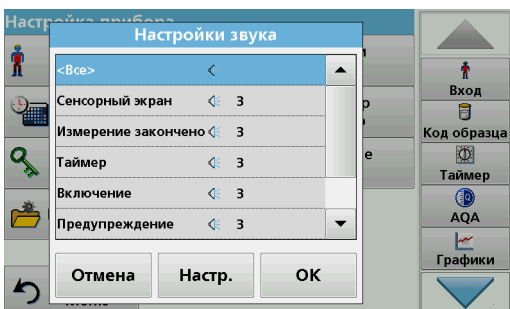 Настройка прибора
Настройки звука
<Все>
Сенсорный экран 3
Измерение закончено 3
Таймер 3
Включение 3
Предупреждение 3
Отмена
Настр.
OK
Вход
Код образца
Таймер
AQA
Графики